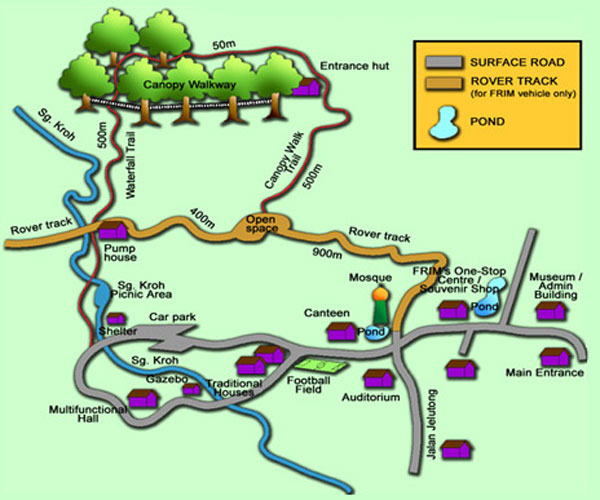 50m
Entrance hut
Canopy Walkway
SURFACE ROAD
ROVER TRACK
(for FRIM vehicle only)
POND
Sg. Kroh
500m
Waterfall Trail
Canopy Walk
Trail
500m
Rover track
400m
Open
space
Rover track
900m
Pump
house
Sg. Kroh
Picnic Area
Mosque
FRIM's One-Stop
Centre /
Souvenir Shop
Pond
Museum /
Admin
Building
Shelter
Car park
Canteen
Pond
Sg. Kroh
Gazebo
Traditional
Houses
Football
Field
Auditorium
Main Entrance
Multifunctional
Hall
Jalan Jelutong